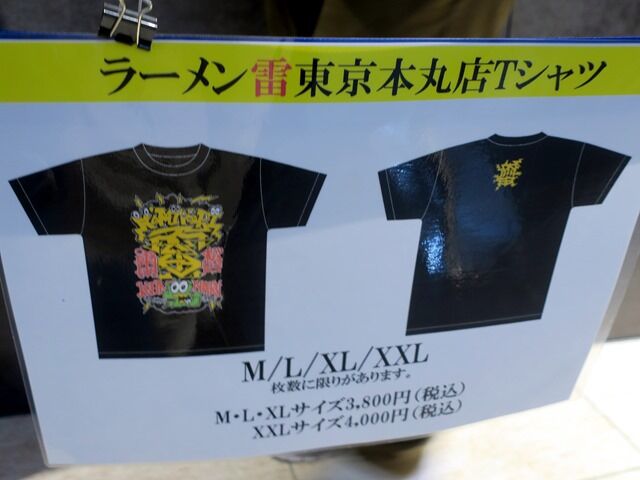 ラーメン雷東京本丸店Tシャツ
M/L/XL/XXL
枚数に限りがあります。
M・L・XLサイズ3,800円(税込)
XXLサイズ4,000円(税込)